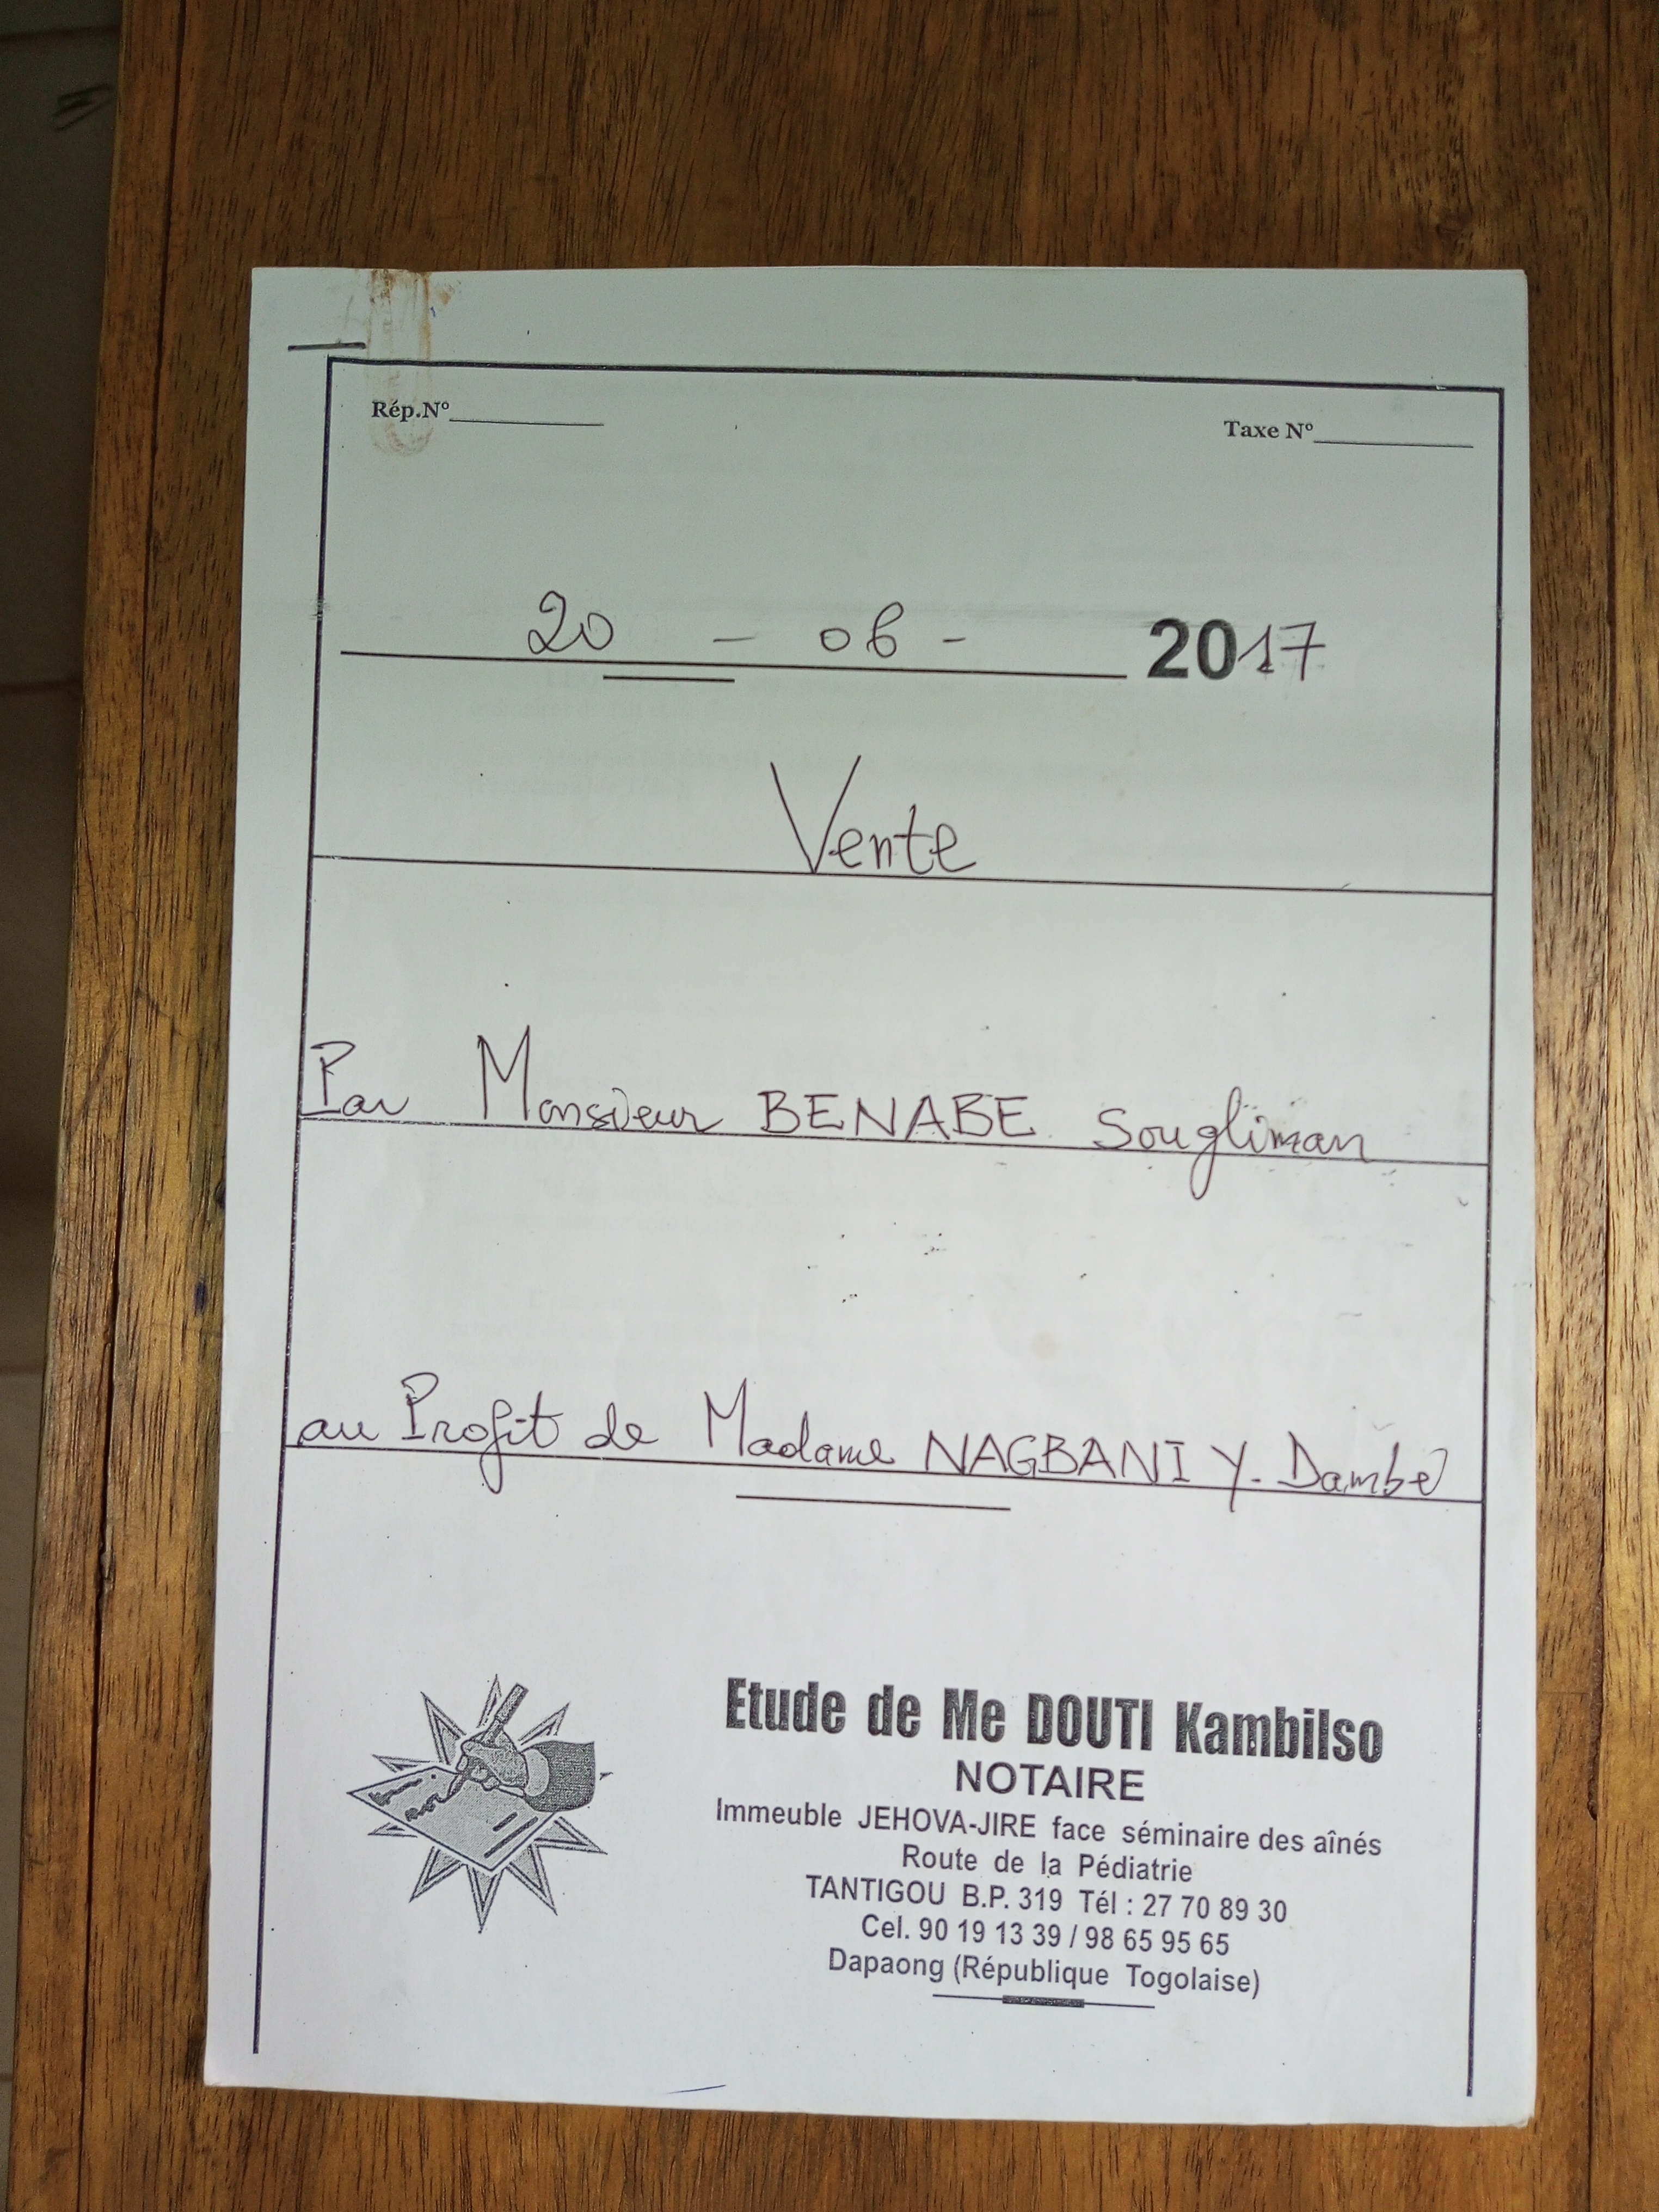 Rép.N°
Taxe N°
20 - 06 - 2017
Vente
Par Monsieur BENABE Sougliman
au Profit de Madame NAGBANI Y. Dambé
Etude de Me DOUTI Kambilso
NOTAIRE
Immeuble JEHOVA-JIRE face séminaire des aînés
Route de la Pédiatrie
TANTIGOU B.P. 319 Tél : 27 70 89 30
Cel. 90 19 13 39 / 98 65 95 65
Dapaong (République Togolaise)